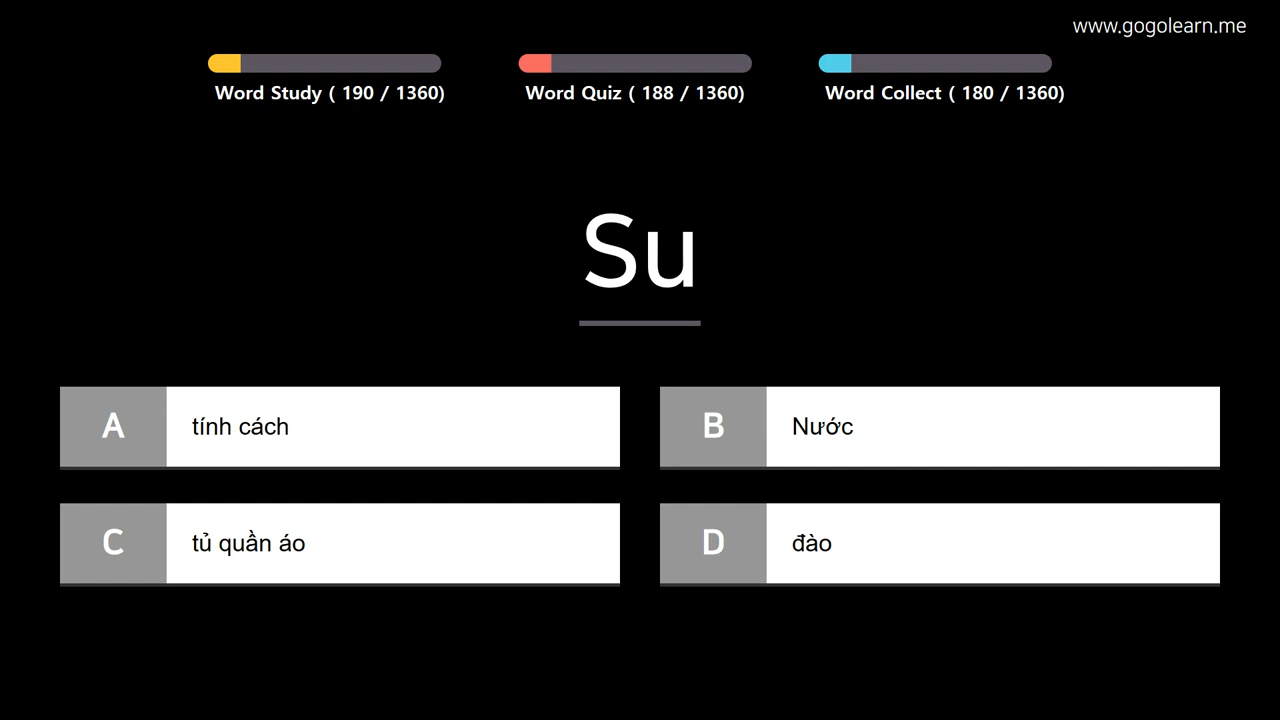 www.gogolearn.me
Word Study ( 190 / 1360)
Word Quiz ( 188 / 1360)
Word Collect ( 180 / 1360)
Su
A tính cách
B Nước
C tủ quần áo
D đào